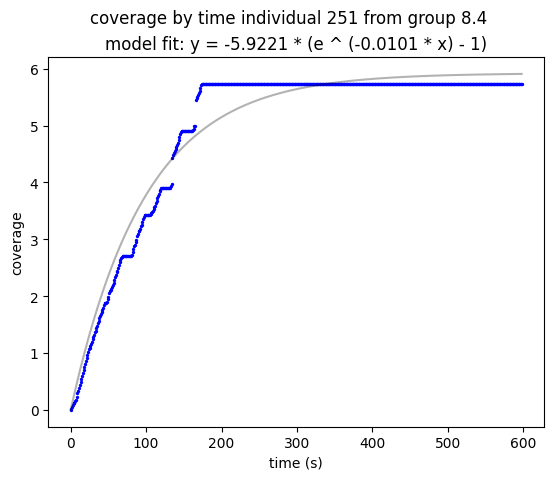 coverage by time individual 251 from group 8.4
model fit: y = -5.9221 * (e ^ (-0.0101 * x) - 1)
6
5
4
3
2
1
0
coverage
0 100 200 300 400 500 600
time (s)